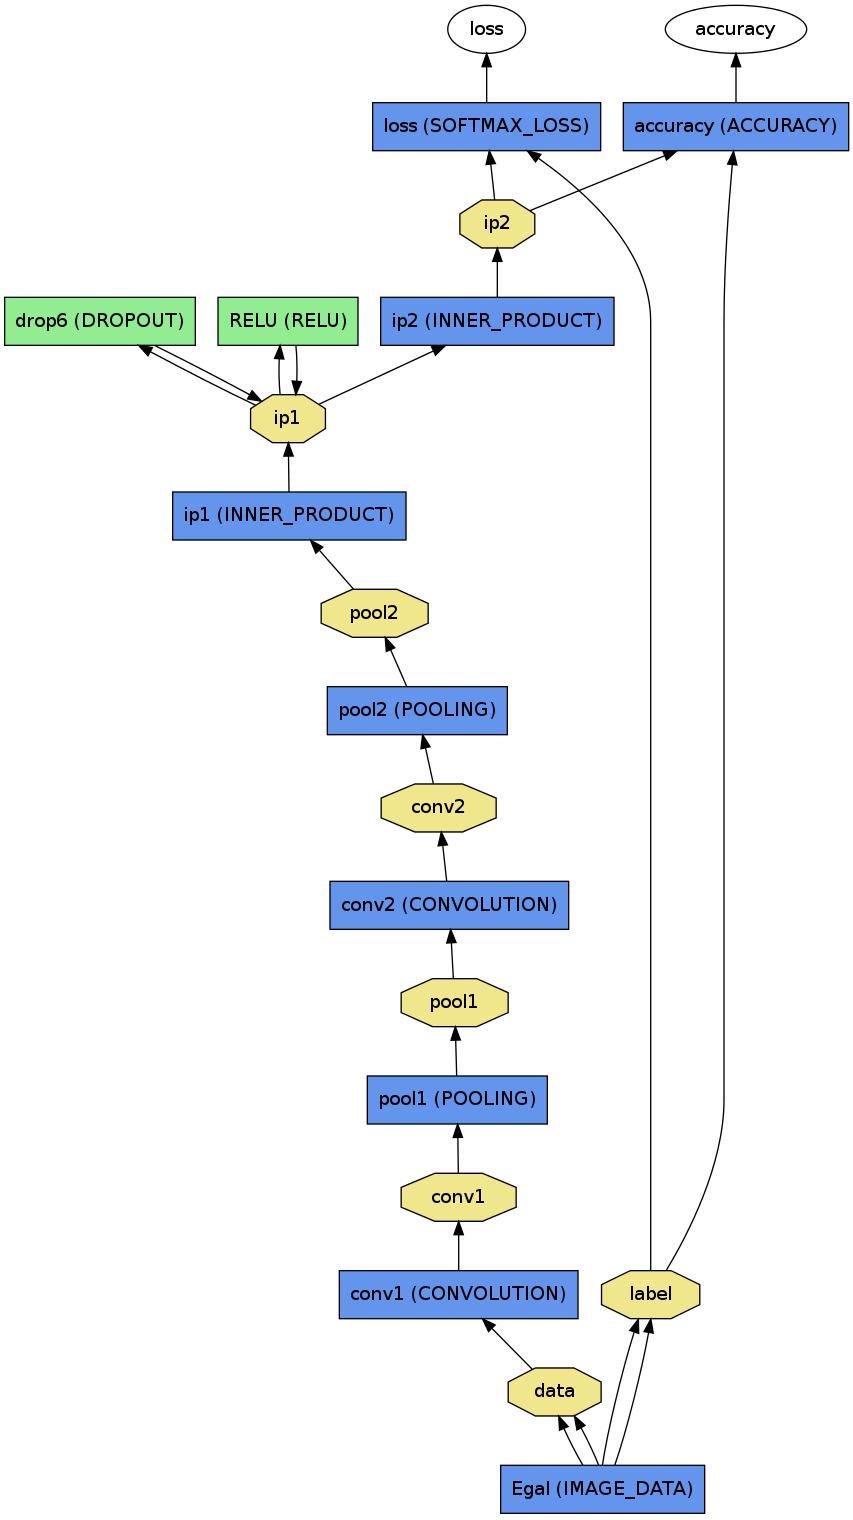 loss
accuracy
loss (SOFTMAX_LOSS)
accuracy (ACCURACY)
ip2
drop6 (DROPOUT)
RELU (RELU)
ip2 (INNER_PRODUCT)
ip1
ip1 (INNER_PRODUCT)
pool2
pool2 (POOLING)
conv2
conv2 (CONVOLUTION)
pool1
pool1 (POOLING)
conv1
conv1 (CONVOLUTION)
label
data
Egal (IMAGE_DATA)